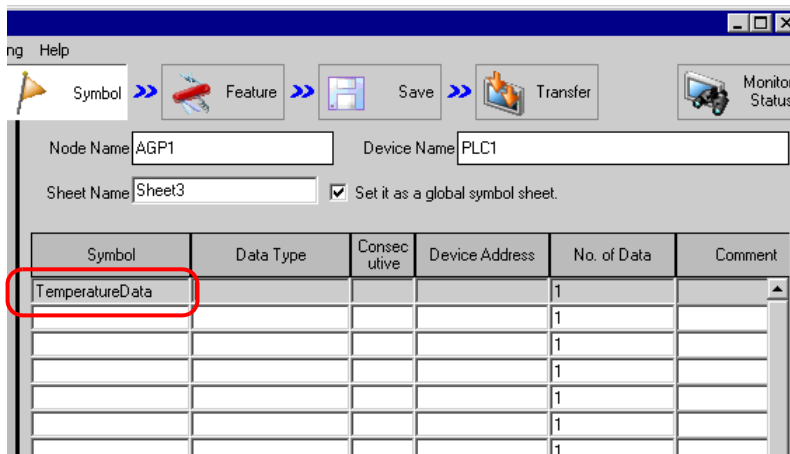 ng Help
Symbol Feature Save Transfer Monitor Status
Node Name AGP1 Device Name PLC1
Sheet Name Sheet3 Set it as a global symbol sheet.
Symbol Data Type Consecutive Device Address No. of Data Comment
TemperatureData 1
1
1
1
1
1
1